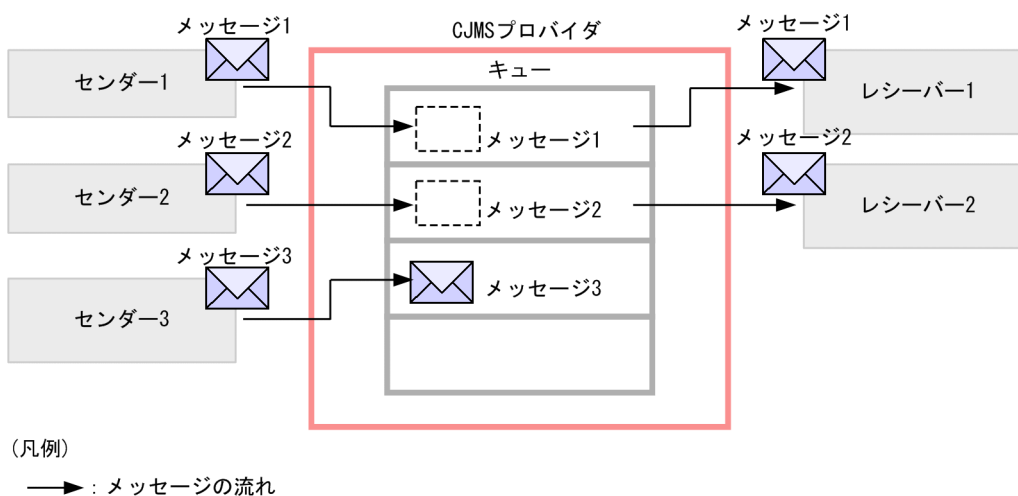 メッセージ1
CJMSプロバイダ
メッセージ1
センダー1
キュー
レシーバー1
メッセージ1
メッセージ2
メッセージ2
センダー2
メッセージ2
レシーバー2
メッセージ3
メッセージ3
センダー3
(凡例)
：メッセージの流れ